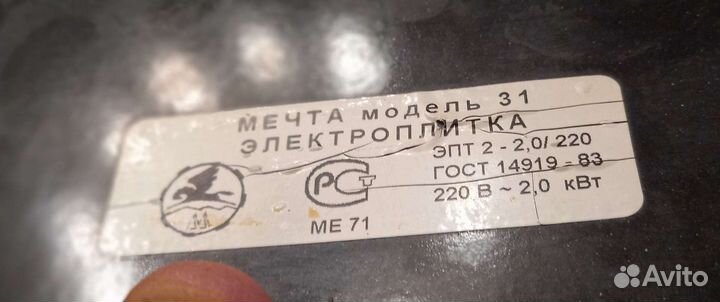 МЕЧТА модель 31
ЭЛЕКТРОПЛИТКА
ЭПТ 2 - 2,0/ 220
ГОСТ 14919 - 83
220 В ~ 2,0 кВт
РСТ
МЕ 71
Avito